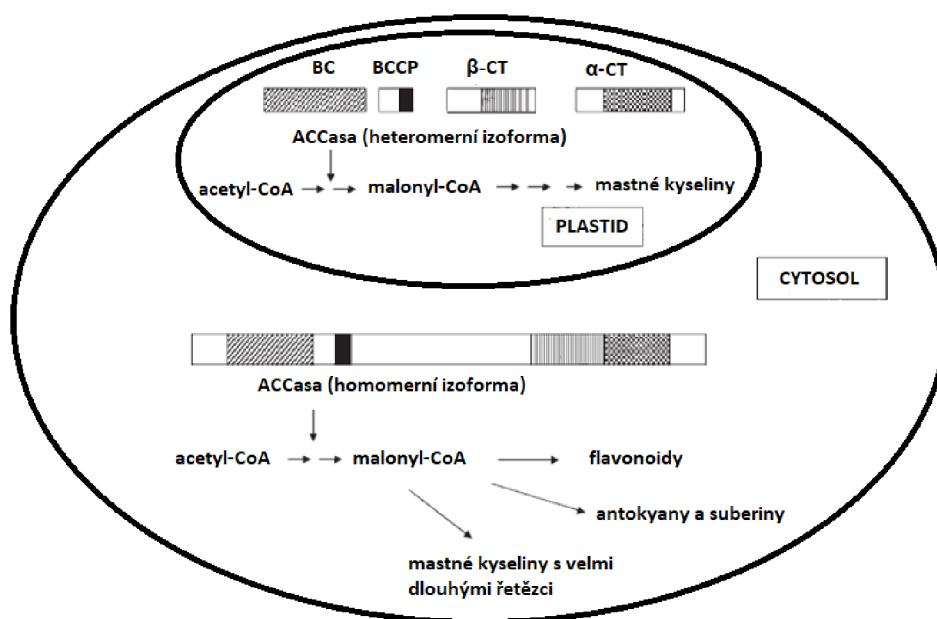 BC BCCP β-CT α-CT
ACCasa (heteromerní izoforma)
acetyl-CoA malonyl-CoA mastné kyseliny
PLASTID
CYTOSOL
ACCasa (homomerní izoforma)
acetyl-CoA malonyl-CoA flavonoidy
antokyany a suberiny
mastné kyseliny s velmi
dlouhými řetězci